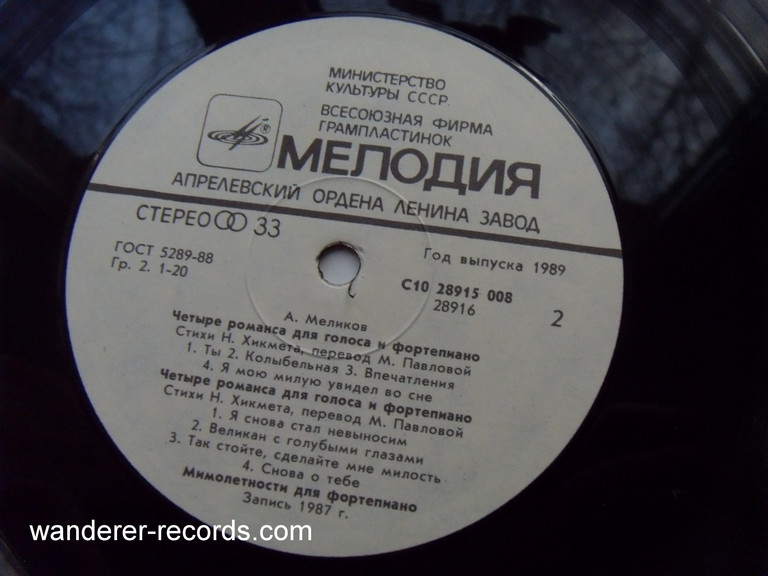 МИНИСТЕРСТВО
КУЛЬТУРЫ СССР
ВСЕСОЮЗНАЯ ФИРМА
ГРАМПЛАСТИНОК
МЕЛОДИЯ
АПРЕЛЕВСКИЙ ОРДЕНА ЛЕНИНА ЗАВОД
СТЕРЕО 33
ГОСТ 5289-88
Гр. 2. 1-20
Год выпуска 1989
С10 28915 008
28916
2
А. Меликов
Четыре романса для голоса и фортепиано
Стихи Н. Хикмета, перевод М. Павловой
1. Ты 2. Колыбельная 3. Впечатления
4. Я мою милую увидел во сне
Четыре романса для голоса и фортепиано
Стихи Н. Хикмета, перевод М. Павловой
1. Я снова стал невыносим
2. Великан с голубыми глазами
3. Так стойте, сделайте мне милость
4. Снова о тебе
Мимолетности для фортепиано
Запись 1987 г.
wanderer-records.com